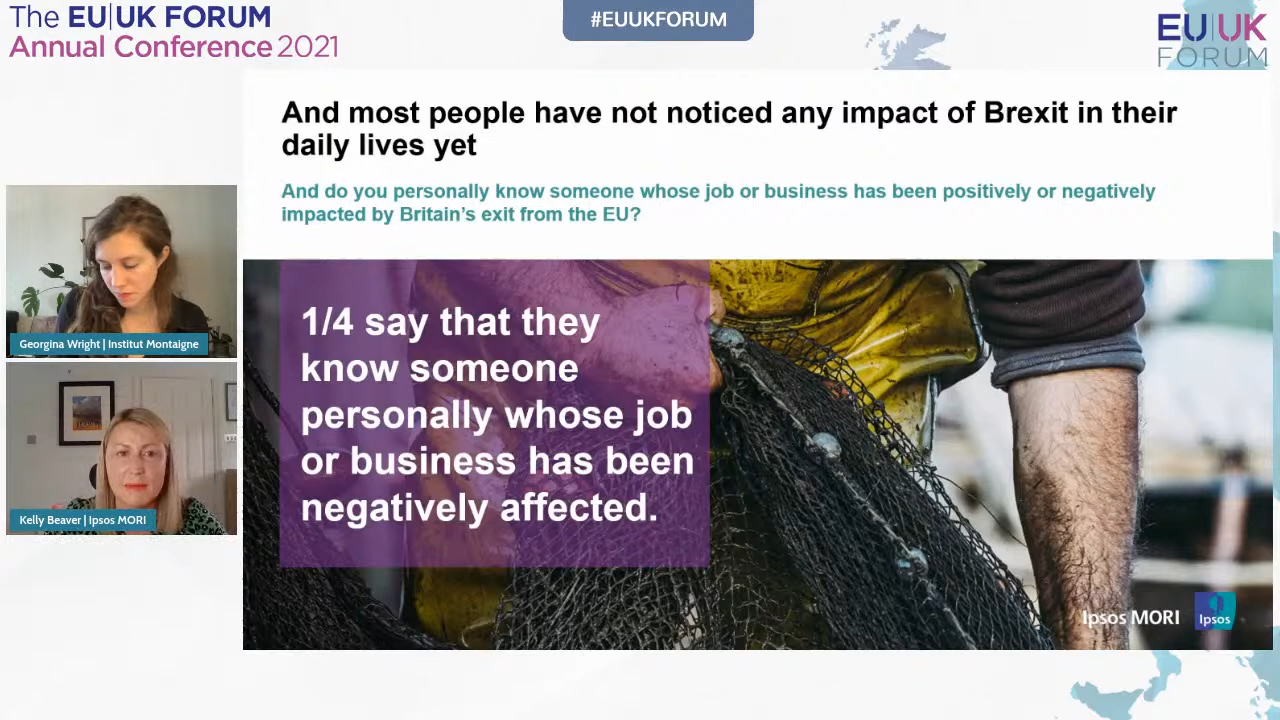 The EU|UK FORUM
Annual Conference 2021
#EUUKFORUM
EU|UK
FORUM
And most people have not noticed any impact of Brexit in their
daily lives yet
And do you personally know someone whose job or business has been positively or negatively
impacted by Britain's exit from the EU?
Georgina Wright | Institut Montaigne
Kelly Beaver | Ipsos MORI
1/4 say that they
know someone
personally whose job
or business has been
negatively affected.
Ipsos MORI
Ipsos